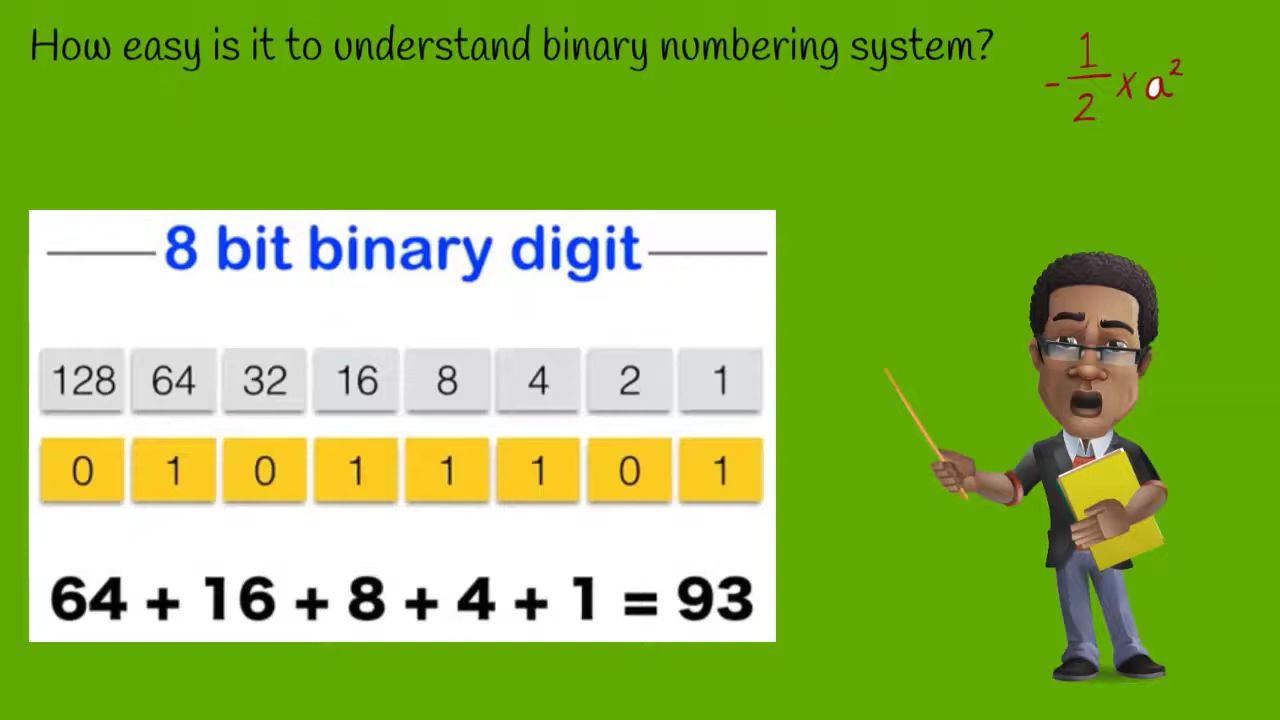 How easy is it to understand binary numbering system?
- 1/2 x a²
8 bit binary digit
128 64 32 16 8 4 2 1
0 1 0 1 1 1 0 1
64 + 16 + 8 + 4 + 1 = 93